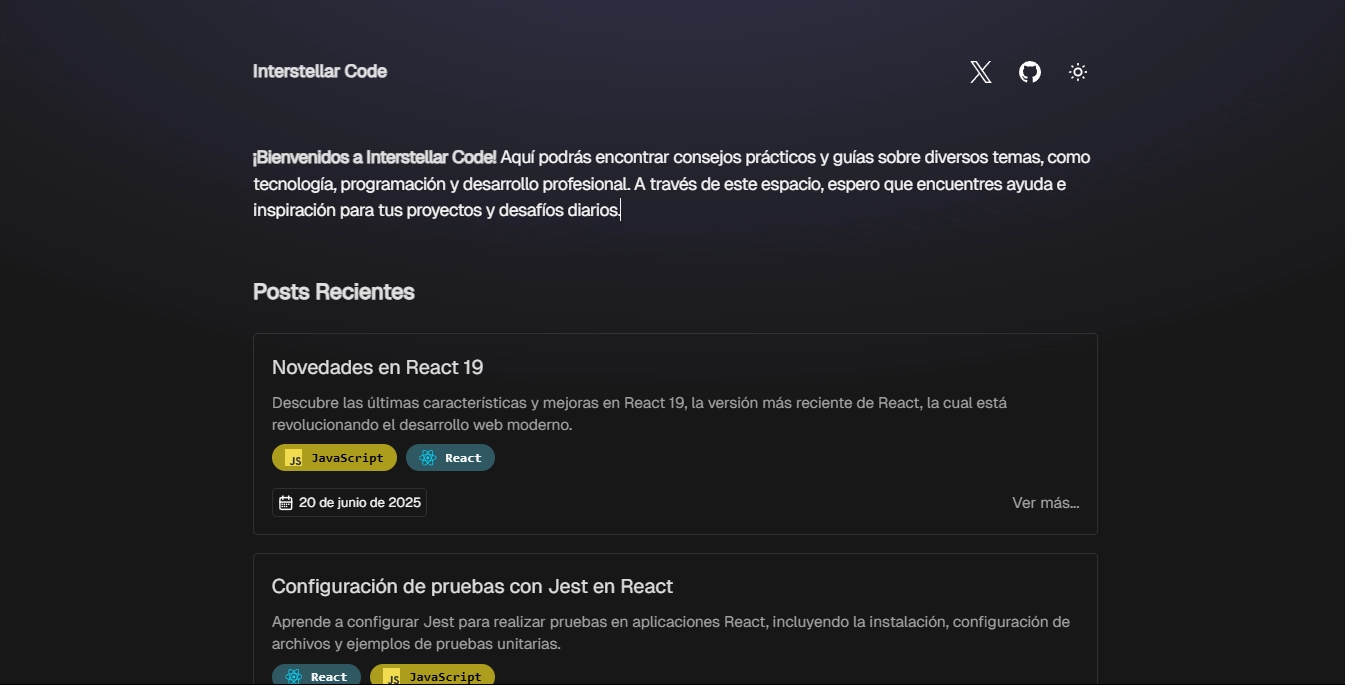 Interstellar Code
¡Bienvenidos a Interstellar Code! Aquí podrás encontrar consejos prácticos y guías sobre diversos temas, como
tecnología, programación y desarrollo profesional. A través de este espacio, espero que encuentres ayuda e
inspiración para tus proyectos y desafíos diarios.
Posts Recientes
Novedades en React 19
Descubre las últimas características y mejoras en React 19, la versión más reciente de React, la cual está
revolucionando el desarrollo web moderno.
JS JavaScript React
20 de junio de 2025 Ver más...
Configuración de pruebas con Jest en React
Aprende a configurar Jest para realizar pruebas en aplicaciones React, incluyendo la instalación, configuración de
archivos y ejemplos de pruebas unitarias.
React JS JavaScript